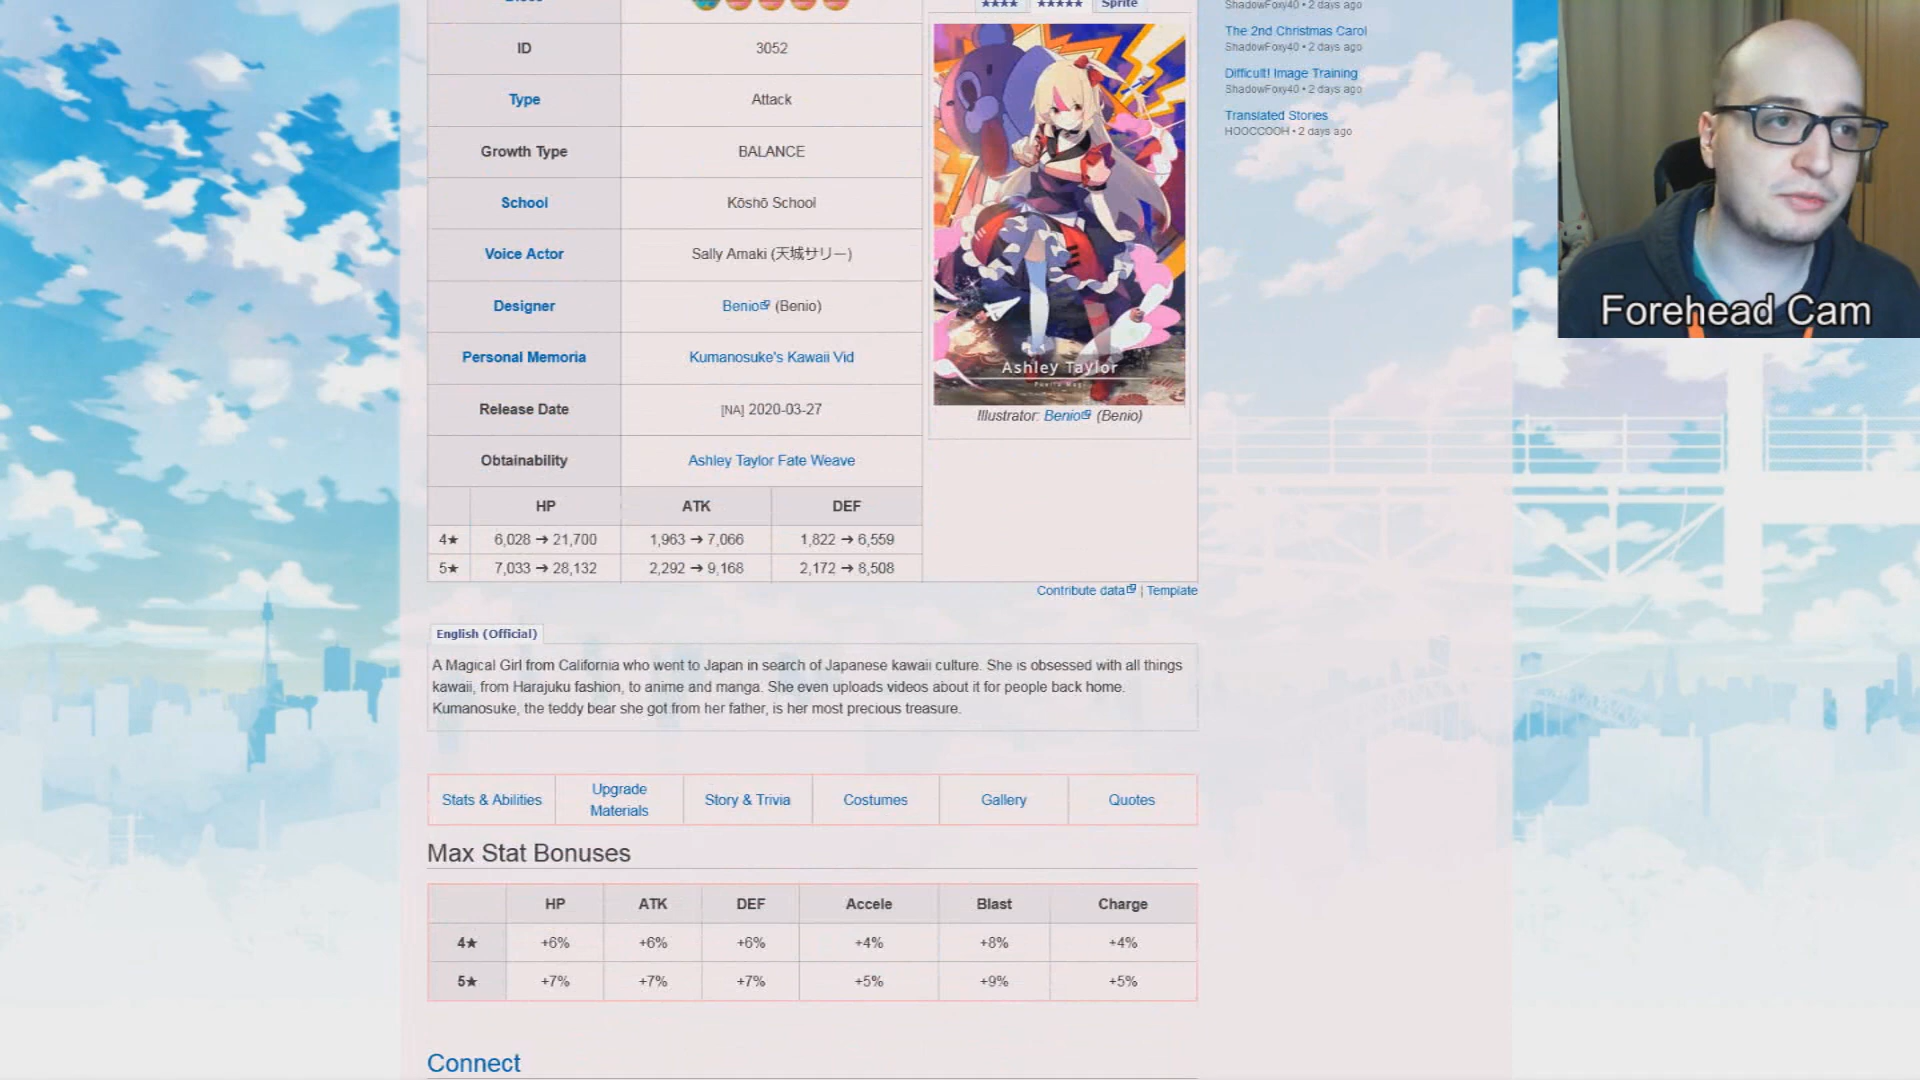 ★★★★ ★★★★★ Sprite
ShadowFoxy40 • 2 days ago
The 2nd Christmas Carol
ShadowFoxy40 • 2 days ago
Difficult! Image Training
ShadowFoxy40 • 2 days ago
Translated Stories
HOOCCOOH • 2 days ago
ID 3052
Type Attack
Growth Type BALANCE
School Kōshō School
Voice Actor Sally Amaki (天城サリー)
Designer Benio (Benio)
Personal Memoria Kumanosuke's Kawaii Vid
Release Date [NA] 2020-03-27
Obtainability Ashley Taylor Fate Weave
HP ATK DEF
4★ 6,028 → 21,700 1,963 → 7,066 1,822 → 6,559
5★ 7,033 → 28,132 2,292 → 9,168 2,172 → 8,508
Ashley Taylor
Illustrator: Benio (Benio)
Forehead Cam
Contribute data | Template
English (Official)
A Magical Girl from California who went to Japan in search of Japanese kawaii culture. She is obsessed with all things
kawaii, from Harajuku fashion, to anime and manga. She even uploads videos about it for people back home.
Kumanosuke, the teddy bear she got from her father, is her most precious treasure.
Stats & Abilities
Upgrade
Materials
Story & Trivia
Costumes
Gallery
Quotes
Max Stat Bonuses
HP ATK DEF Accele Blast Charge
4★ +6% +6% +6% +4% +8% +4%
5★ +7% +7% +7% +5% +9% +5%
Connect